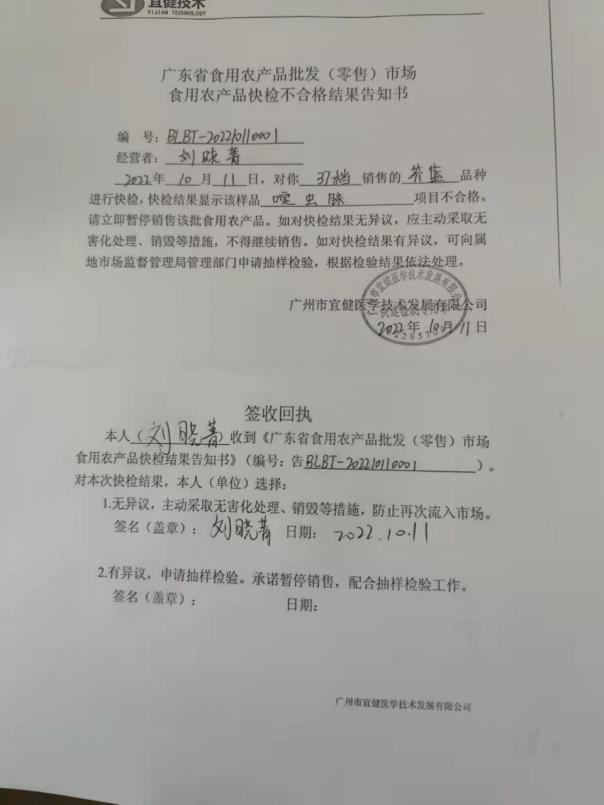 宜健技术
YIJIAN TECHNOLOGY
广东省食用农产品批发（零售）市场
食用农产品快检不合格结果告知书
编 号：BLBT-202210110001
经营者：刘晓菁
2022年10月11日，对你 37档 销售的 芥蓝 品种
进行快检，快检结果显示该样品 啶虫脒 项目不合格。
请立即暂停销售该批食用农产品。如对快检结果无异议，应主动采取无
害化处理、销毁等措施，不得继续销售。如对快检结果有异议，可向属
地市场监督管理局管理部门申请抽样检验，根据检验结果依法处理。
广州市宜健医学技术发展有限公司
2022年10月11日
签收回执
本人（刘晓菁）收到《广东省食用农产品批发（零售）市场
食用农产品快检结果告知书》（编号：告BLBT-202210110001）。
对本次快检结果，本人（单位）选择：
1.无异议，主动采取无害化处理、销毁等措施，防止再次流入市场。
签名（盖章）：刘晓菁 日期：2022.10.11
2.有异议，申请抽样检验。承诺暂停销售，配合抽样检验工作。
签名（盖章）： 日期：
广州市宜健医学技术发展有限公司